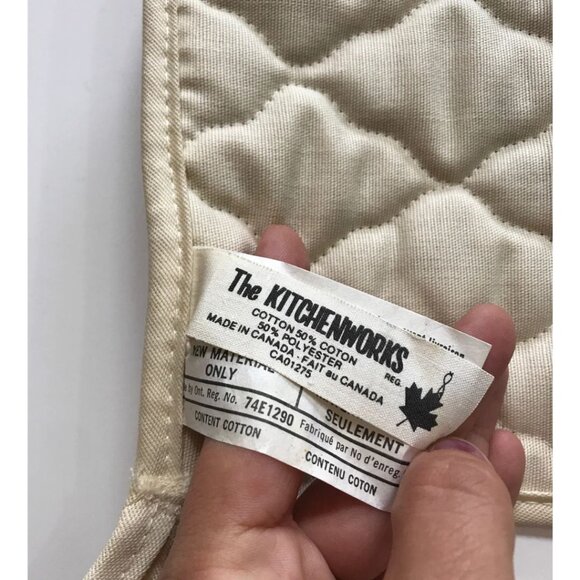 The KITCHENWORKS
REG.
COTTON 50% COTON
50% POLYESTER
MADE IN CANADA · FAIT au CANADA
CA01275
NEW MATERIAL
ONLY
SEULEMENT
by Ont. Reg. No. 74E1290 Fabriqué par No d'enreg.
CONTENT COTTON
CONTENU COTON